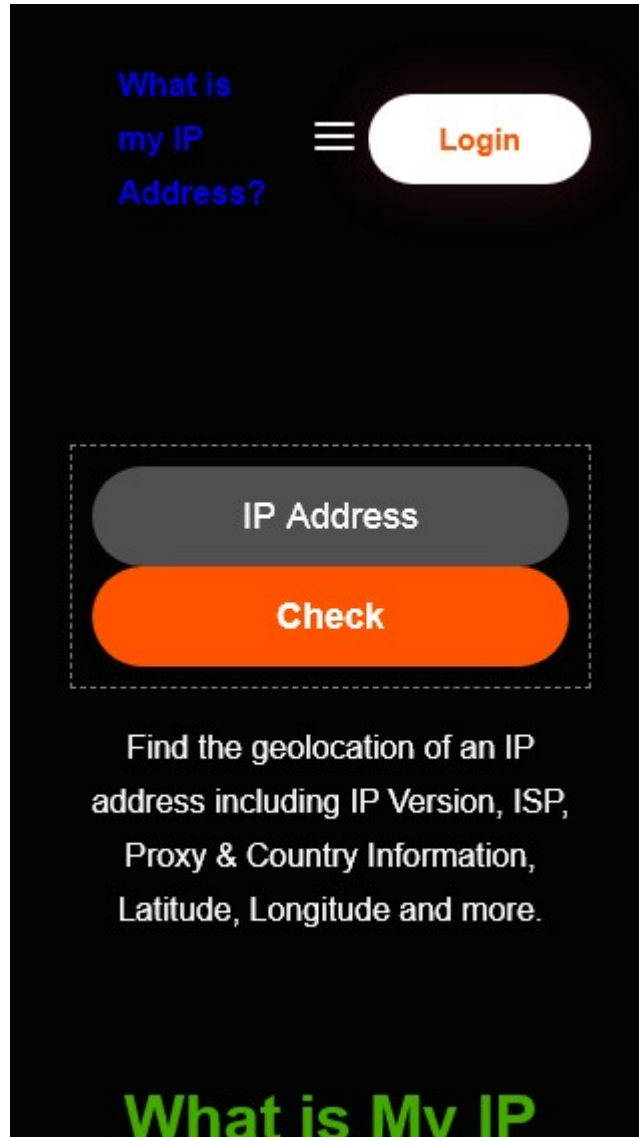 What is
my IP
Address?
Login
IP Address
Check
Find the geolocation of an IP
address including IP Version, ISP,
Proxy & Country Information,
Latitude, Longitude and more.
What is My IP